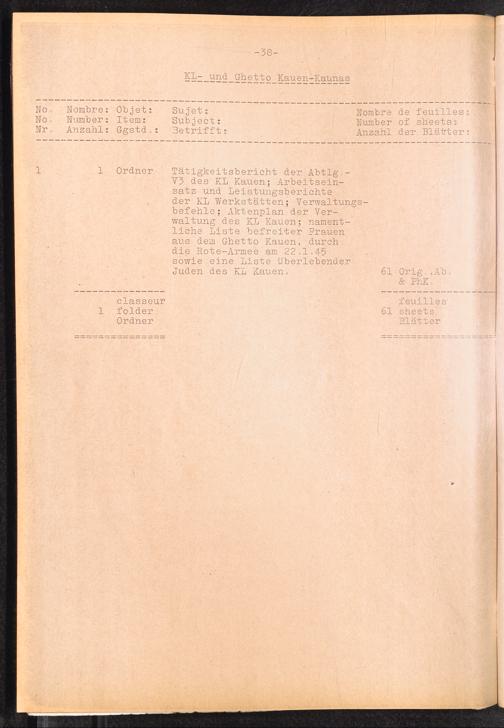 -38-
KL- und Ghetto Kauen-Kaunas
No. Nombre: Objet: Sujet: Nombre de feuilles:
No. Number: Item: Subject: Number of sheets:
Nr. Anzahl: Ggstd.: Betrifft: Anzahl der Blätter:
1 1 Ordner Tätigkeitsbericht der Abtlg -
V3 des KL Kauen; Arbeitsein-
satz und Leistungsberichte
der KL Werkstätten; Verwaltungs-
befehle; Aktenplan der Ver-
waltung des KL Kauen; nament-
liche Liste befreiter Frauen
aus dem Ghetto Kauen, durch
die Rote-Armee am 22.1.45
sowie eine Liste Überlebender
Juden des KL Kauen. 61 Orig.Ab.
& PhK.
classeur feuilles
1 folder 61 sheets
Ordner Blätter